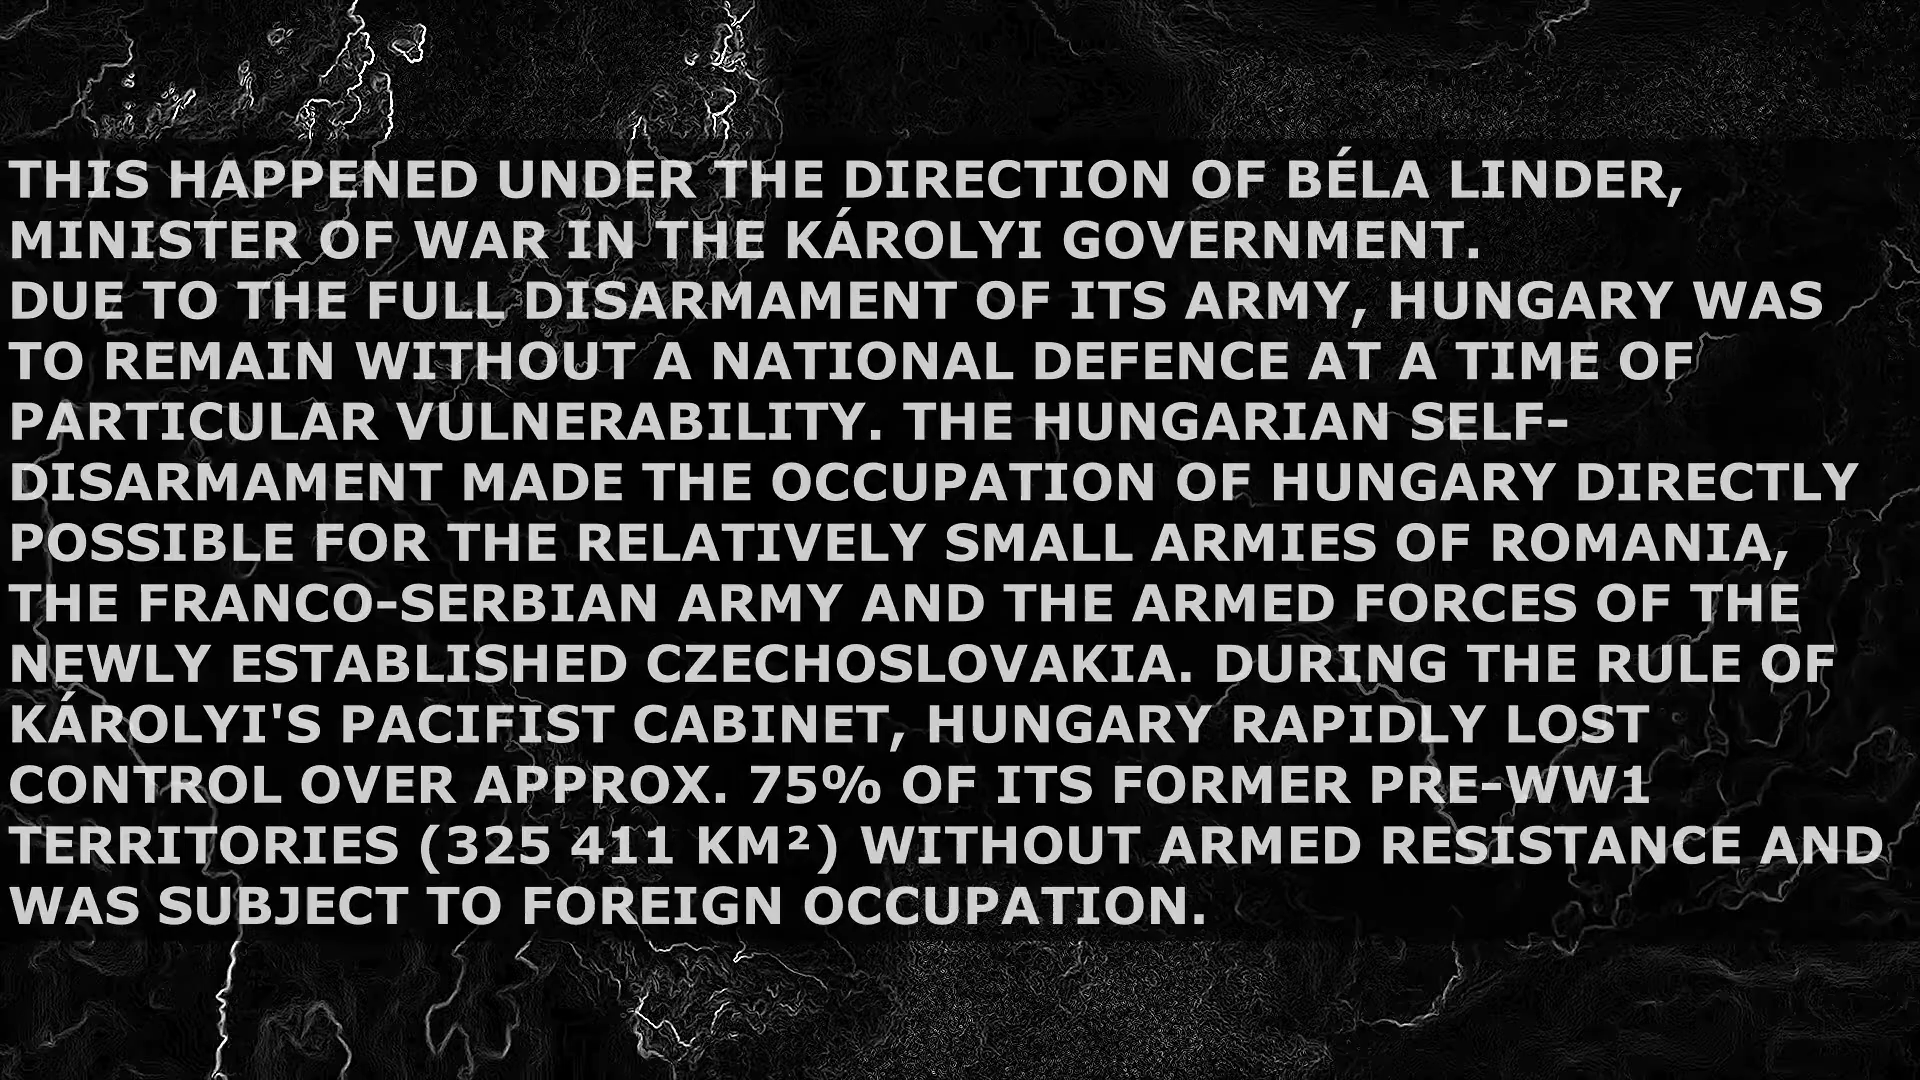 THIS HAPPENED UNDER THE DIRECTION OF BÉLA LINDER,
MINISTER OF WAR IN THE KÁROLYI GOVERNMENT.
DUE TO THE FULL DISARMAMENT OF ITS ARMY, HUNGARY WAS
TO REMAIN WITHOUT A NATIONAL DEFENCE AT A TIME OF
PARTICULAR VULNERABILITY. THE HUNGARIAN SELF-
DISARMAMENT MADE THE OCCUPATION OF HUNGARY DIRECTLY
POSSIBLE FOR THE RELATIVELY SMALL ARMIES OF ROMANIA,
THE FRANCO-SERBIAN ARMY AND THE ARMED FORCES OF THE
NEWLY ESTABLISHED CZECHOSLOVAKIA. DURING THE RULE OF
KÁROLYI'S PACIFIST CABINET, HUNGARY RAPIDLY LOST
CONTROL OVER APPROX. 75% OF ITS FORMER PRE-WW1
TERRITORIES (325 411 KM²) WITHOUT ARMED RESISTANCE AND
WAS SUBJECT TO FOREIGN OCCUPATION.